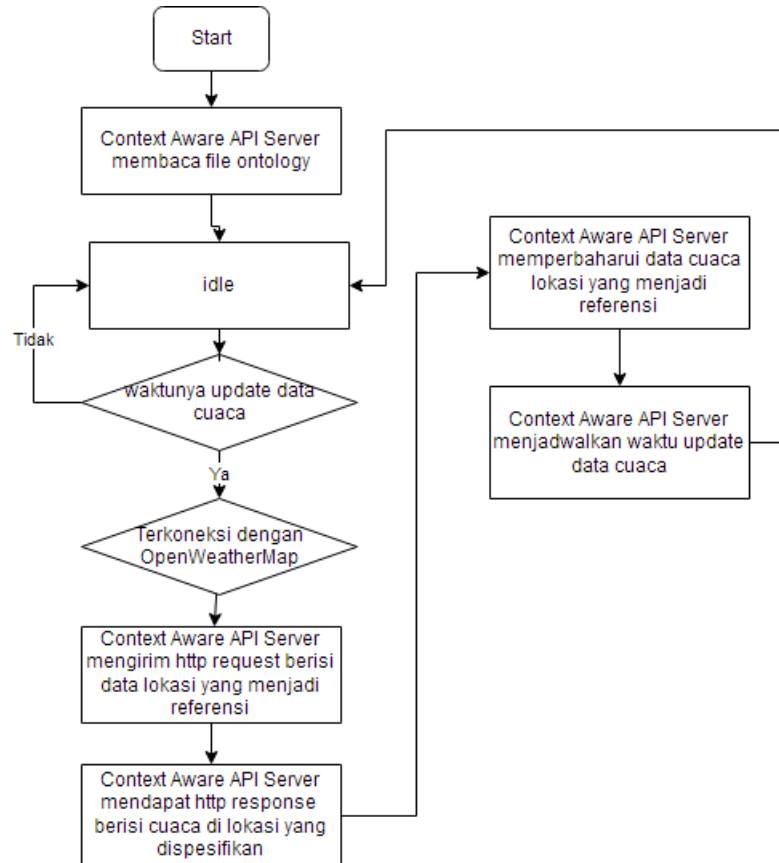 Start
Context Aware API Server
membaca file ontology
idle
Tidak
waktunya update data
cuaca
Ya
Terkoneksi dengan
OpenWeatherMap
Context Aware API Server
mengirim http request berisi
data lokasi yang menjadi
referensi
Context Aware API Server
mendapat http response
berisi cuaca di lokasi yang
dispesifikan
Context Aware API Server
memperbaharui data cuaca
lokasi yang menjadi
referensi
Context Aware API Server
menjadwalkan waktu update
data cuaca